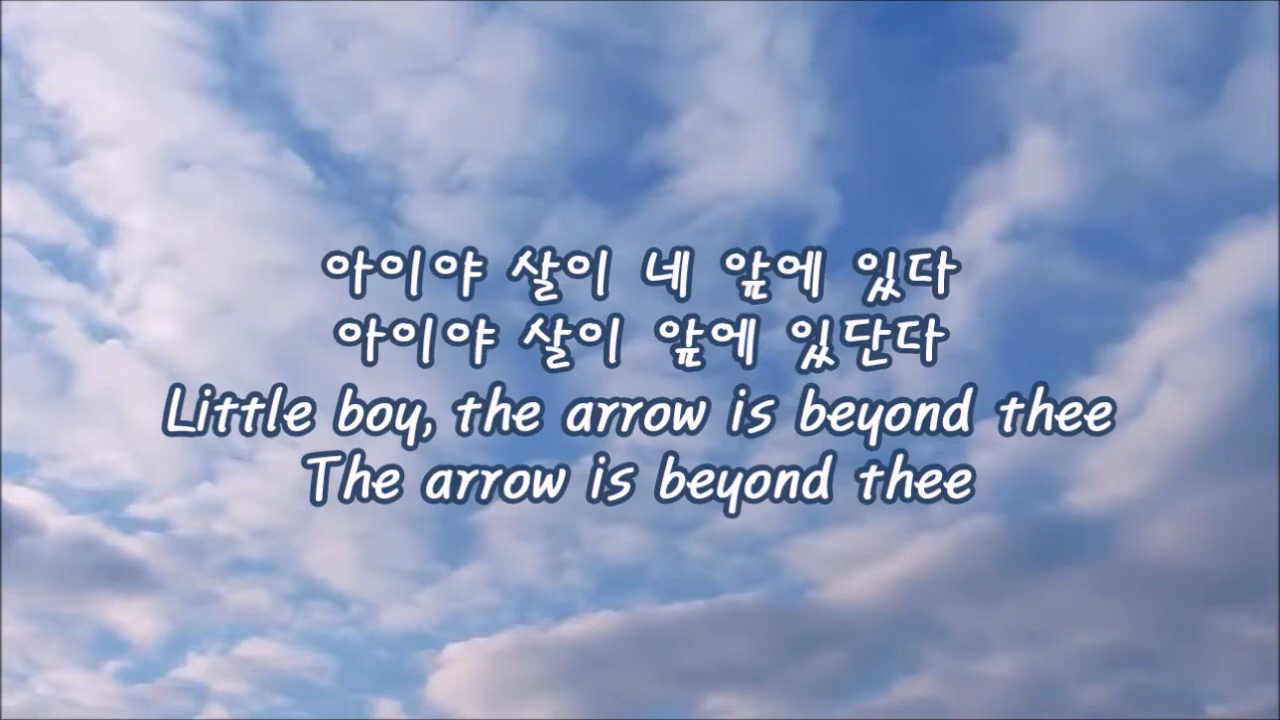 아이야 살이 네 앞에 있다
아이야 살이 앞에 있단다
Little boy, the arrow is beyond thee
The arrow is beyond thee